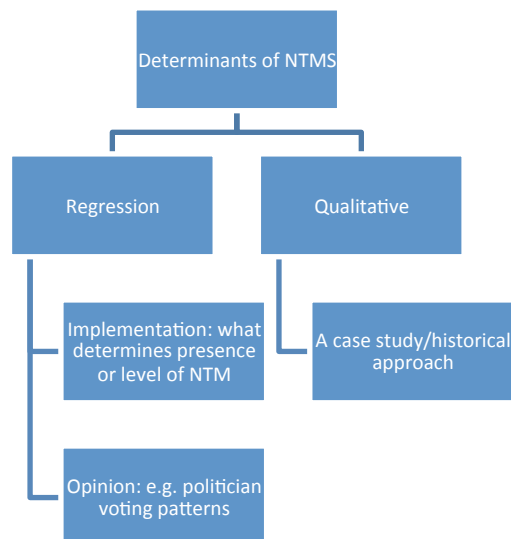 Determinants of NTMS
Regression
Qualitative
Implementation: what
determines presence
or level of NTM
A case study/historical
approach
Opinion: e.g. politician
voting patterns